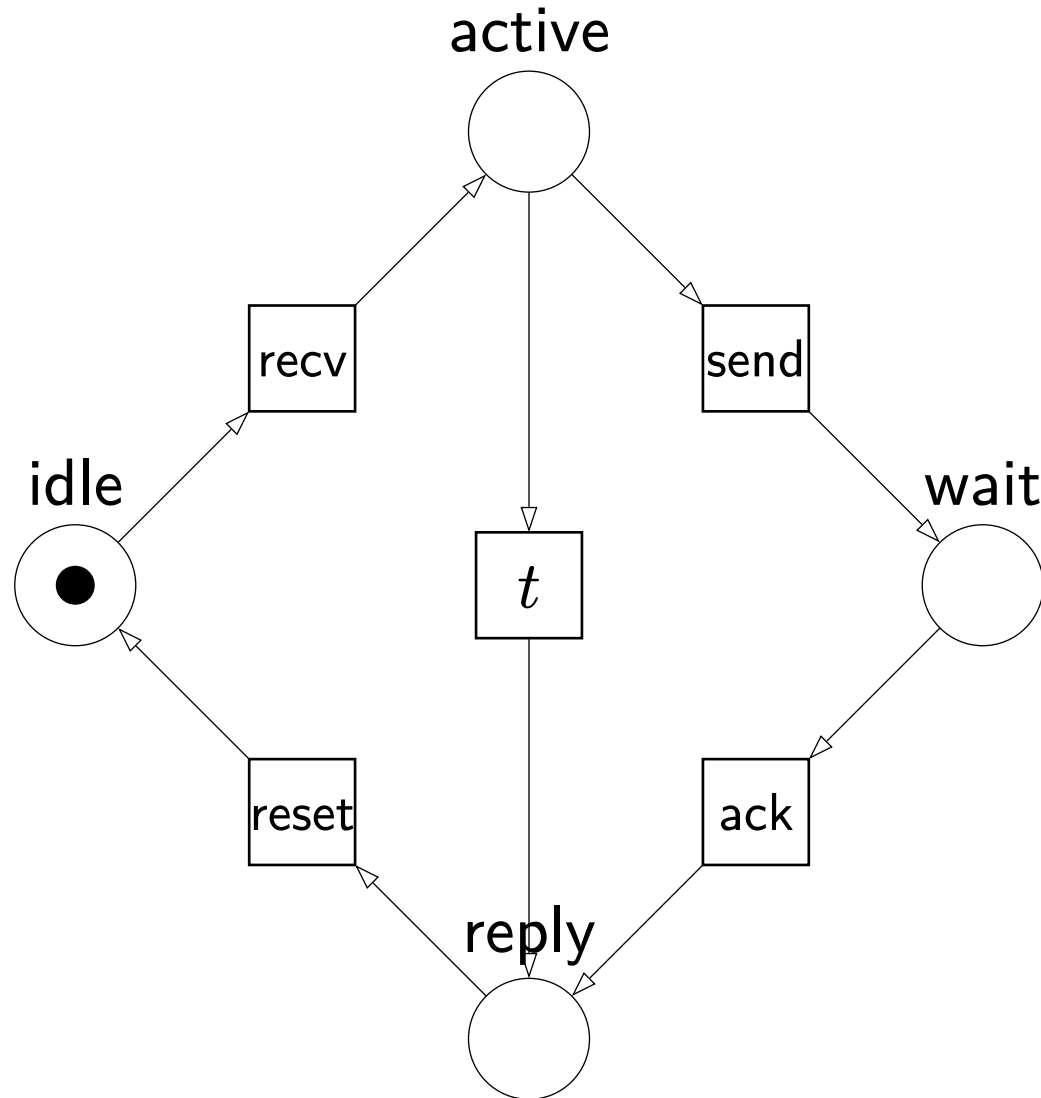 active
recv
send
idle
wait
t
reset
ack
reply